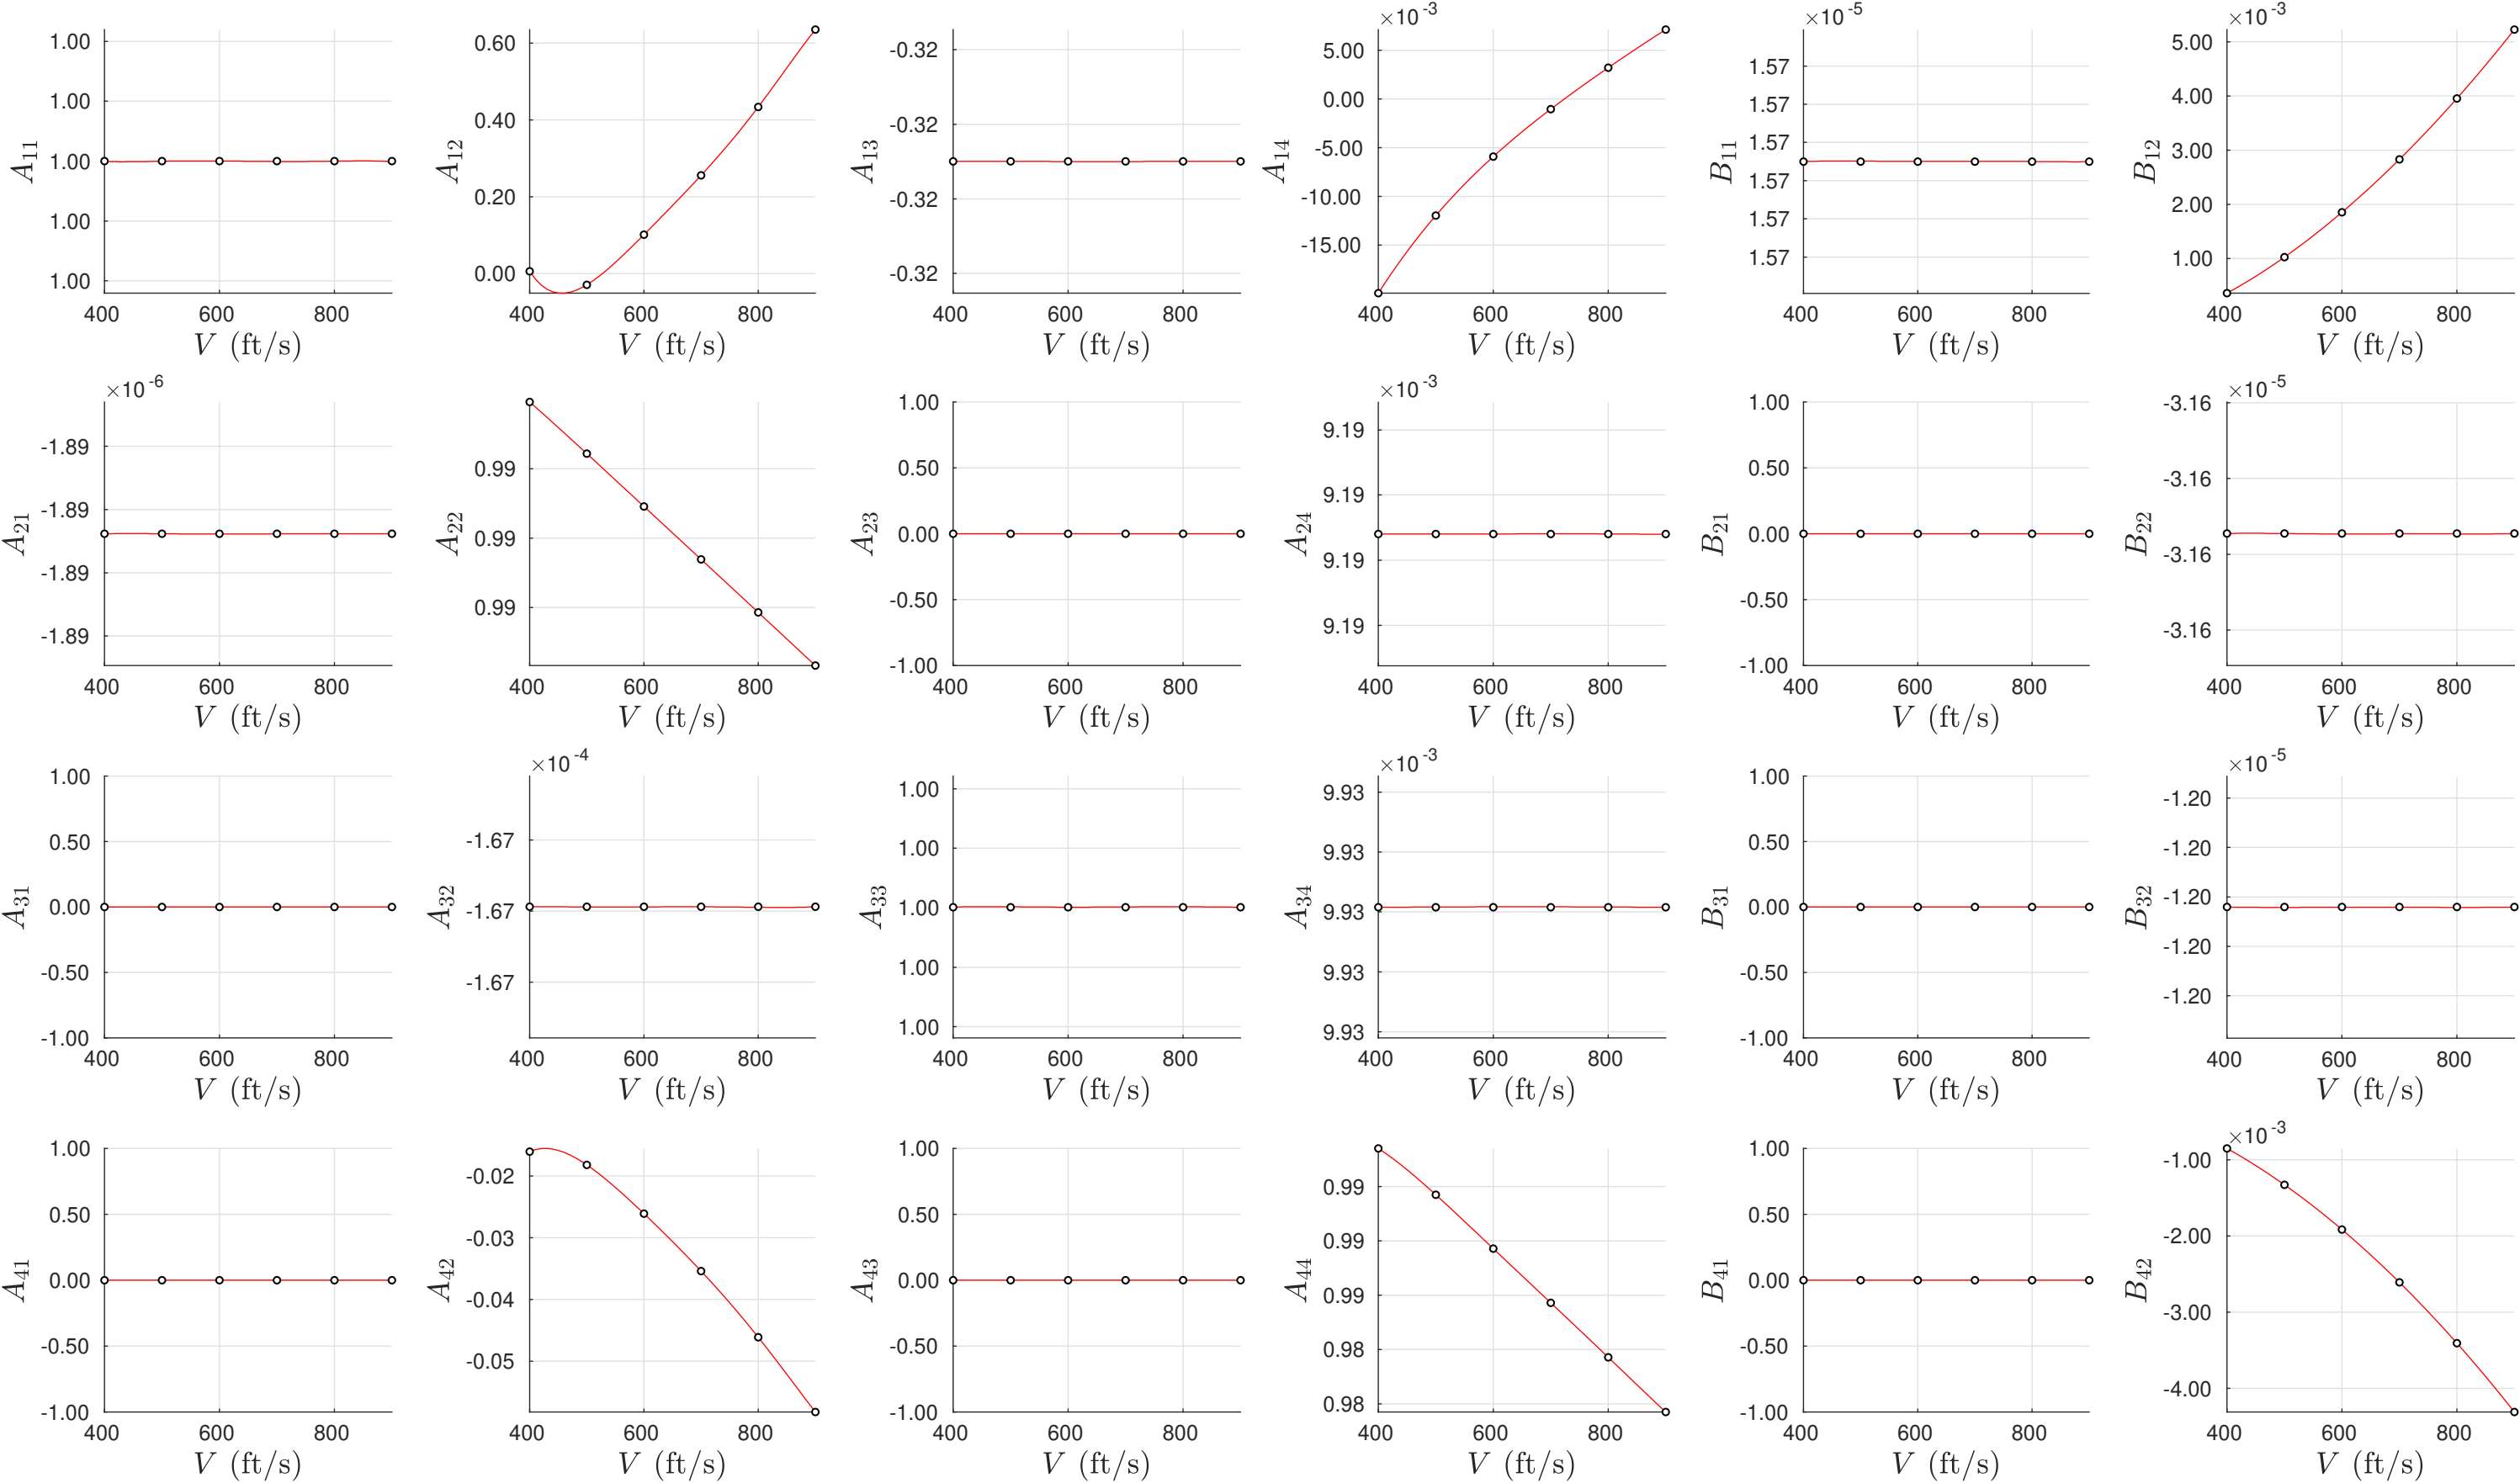 A11
1.00
1.00
1.00
1.00
1.00
400 600 800
V (ft/s)
A12
0.60
0.40
0.20
0.00
400 600 800
V (ft/s)
A13
-0.32
-0.32
-0.32
-0.32
400 600 800
V (ft/s)
A14
×10 -3
5.00
0.00
-5.00
-10.00
-15.00
400 600 800
V (ft/s)
B11
×10 -5
1.57
1.57
1.57
1.57
1.57
1.57
400 600 800
V (ft/s)
B12
×10 -3
5.00
4.00
3.00
2.00
1.00
400 600 800
V (ft/s)
A21
×10 -6
-1.89
-1.89
-1.89
-1.89
400 600 800
V (ft/s)
A22
0.99
0.99
0.99
400 600 800
V (ft/s)
A23
1.00
0.50
0.00
-0.50
-1.00
400 600 800
V (ft/s)
A24
×10 -3
9.19
9.19
9.19
9.19
400 600 800
V (ft/s)
B21
1.00
0.50
0.00
-0.50
-1.00
400 600 800
V (ft/s)
B22
×10 -5
-3.16
-3.16
-3.16
-3.16
400 600 800
V (ft/s)
A31
1.00
0.50
0.00
-0.50
-1.00
400 600 800
V (ft/s)
A32
×10 -4
-1.67
-1.67
-1.67
400 600 800
V (ft/s)
A33
1.00
1.00
1.00
1.00
1.00
400 600 800
V (ft/s)
A34
×10 -3
9.93
9.93
9.93
9.93
9.93
400 600 800
V (ft/s)
B31
1.00
0.50
0.00
-0.50
-1.00
400 600 800
V (ft/s)
B32
×10 -5
-1.20
-1.20
-1.20
-1.20
-1.20
400 600 800
V (ft/s)
A41
1.00
0.50
0.00
-0.50
-1.00
400 600 800
V (ft/s)
A42
-0.02
-0.03
-0.04
-0.05
400 600 800
V (ft/s)
A43
1.00
0.50
0.00
-0.50
-1.00
400 600 800
V (ft/s)
A44
0.99
0.99
0.99
0.98
0.98
400 600 800
V (ft/s)
B41
1.00
0.50
0.00
-0.50
-1.00
400 600 800
V (ft/s)
B42
×10 -3
-1.00
-2.00
-3.00
-4.00
400 600 800
V (ft/s)